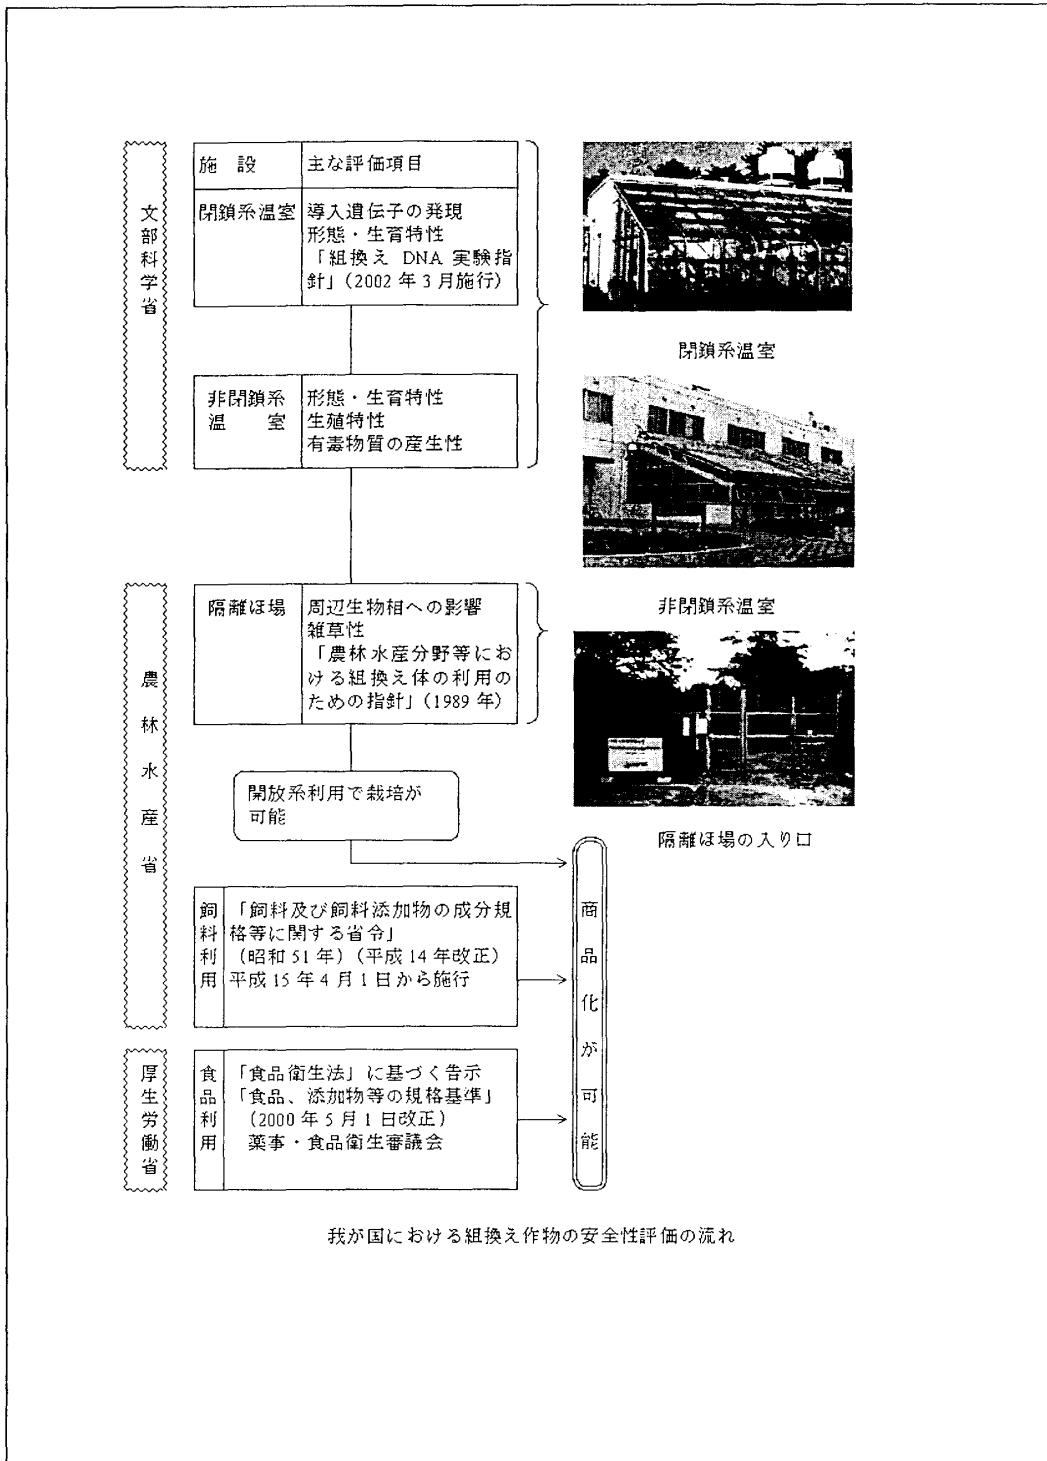 文部科学省
施 設
主な評価項目
閉鎖系温室
導入遺伝子の発現
形態・生育特性
「組換え DNA 実験指
針」(2002 年 3 月施行)
閉鎖系温室
非閉鎖系
温 室
形態・生育特性
生殖特性
有毒物質の産生性
非閉鎖系温室
農林水産省
隔離ほ場
周辺生物相への影響
雑草性
「農林水産分野等にお
ける組換え体の利用の
ための指針」(1989 年)
隔離ほ場の入り口
開放系利用で栽培が
可能
飼料利用
「飼料及び飼料添加物の成分規
格等に関する省令」
(昭和 51 年)(平成 14 年改正)
平成 15 年 4 月 1 日から施行
商品化が可能
厚生労働省
食品利用
「食品衛生法」に基づく告示
「食品、添加物等の規格基準」
(2000 年 5 月 1 日改正)
薬事・食品衛生審議会
我が国における組換え作物の安全性評価の流れ